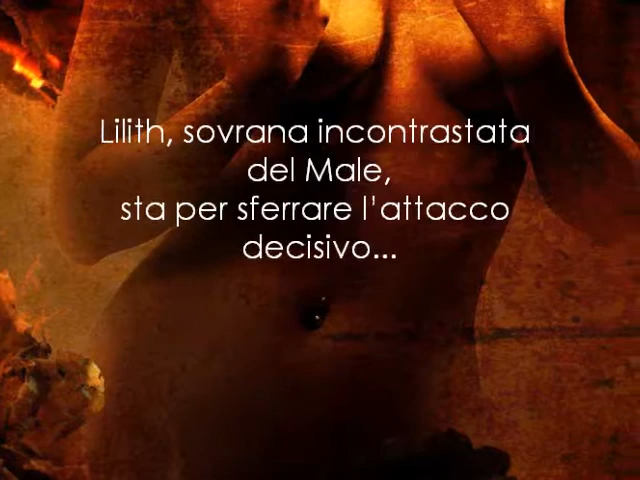 Lilith, sovrana incontrastata
del Male,
sta per sferrare l'attacco
decisivo...